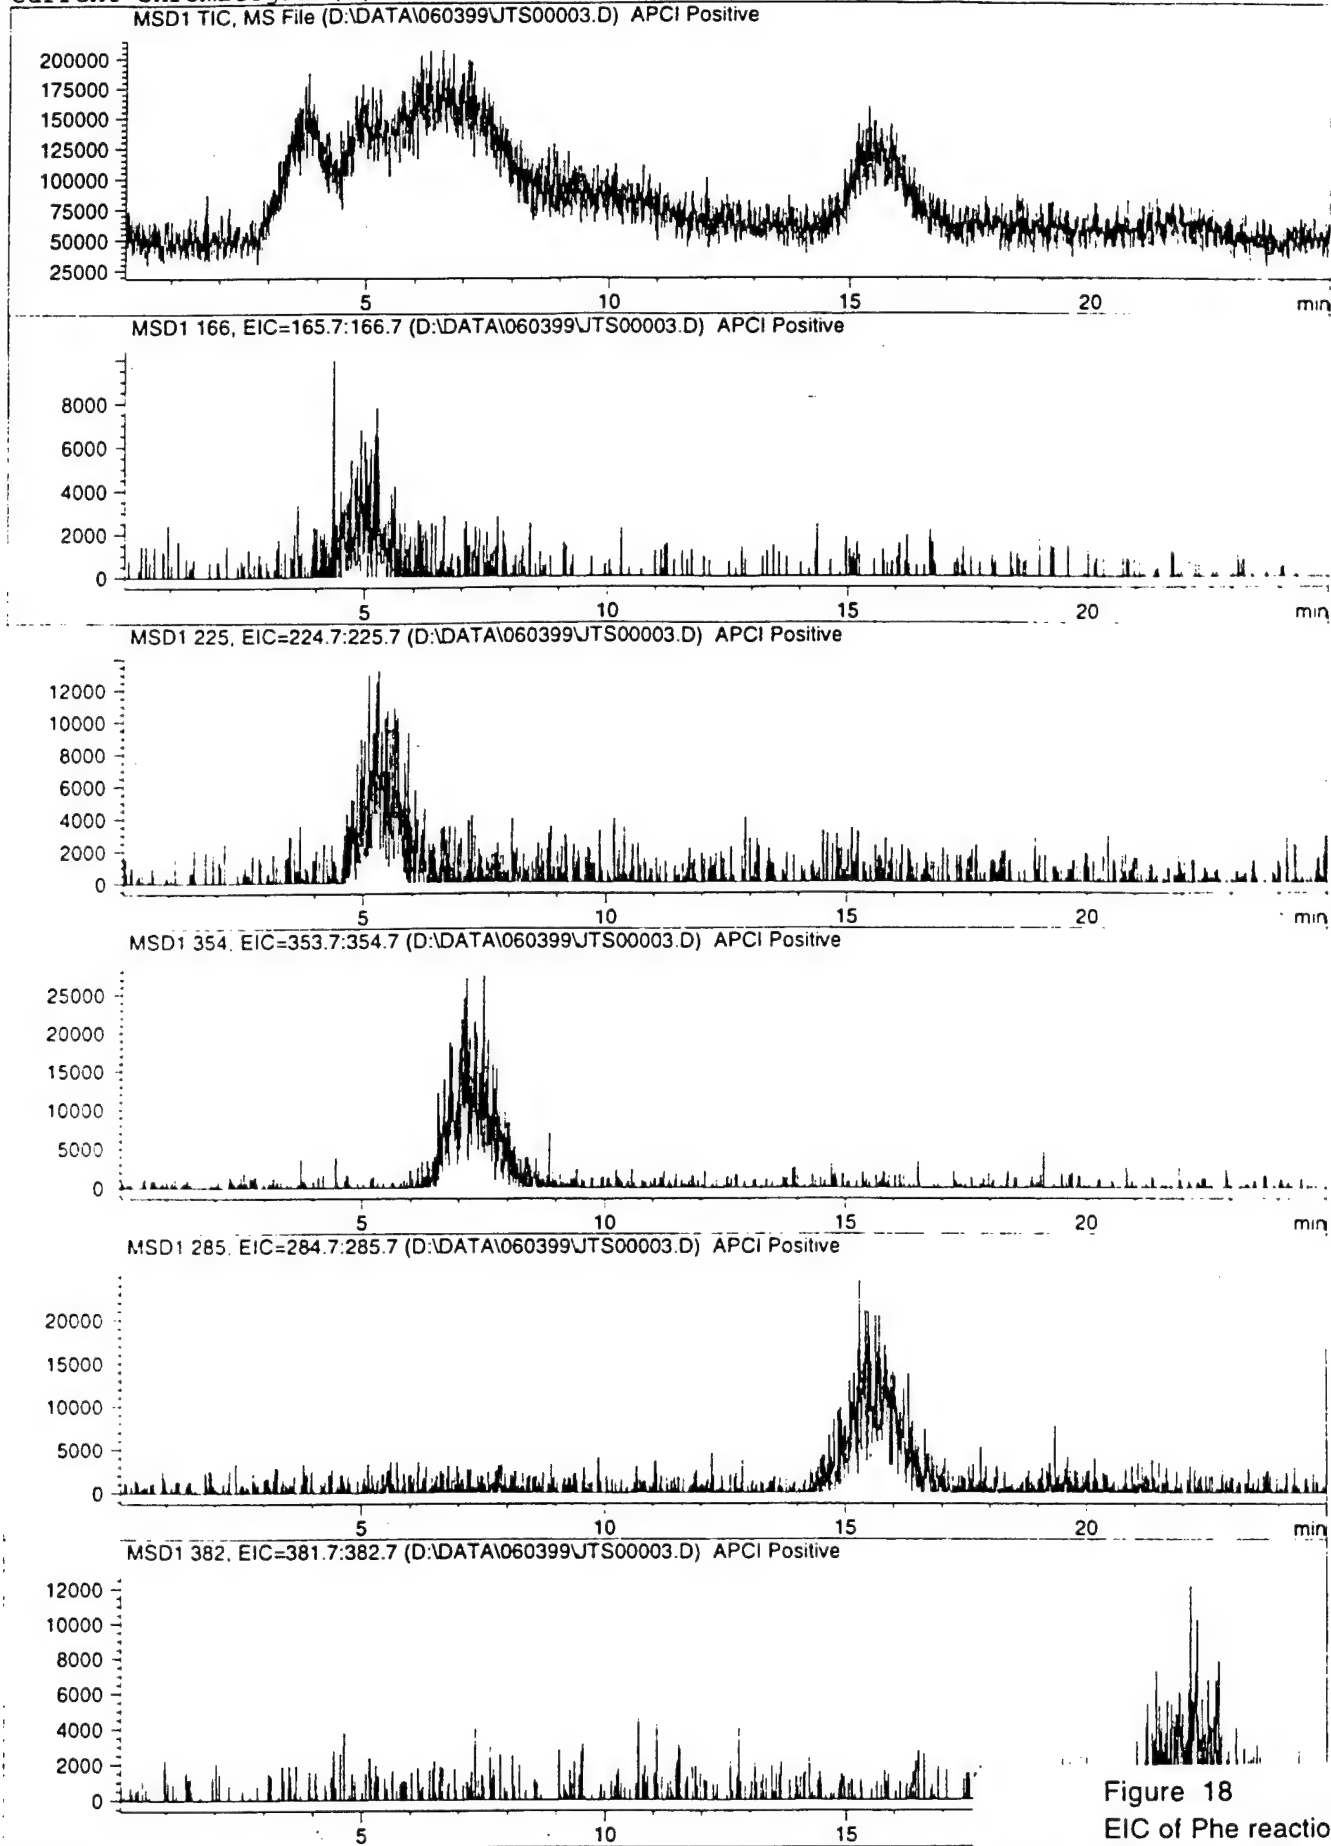 MSD1 TIC, MS File (D:\DATA\060399\JTS00003.D) APCI Positive
200000
175000
150000
125000
100000
75000
50000
25000
5 10 15 20 min
MSD1 166, EIC=165.7:166.7 (D:\DATA\060399\JTS00003.D) APCI Positive
8000
6000
4000
2000
0
5 10 15 20 min
MSD1 225, EIC=224.7:225.7 (D:\DATA\060399\JTS00003.D) APCI Positive
12000
10000
8000
6000
4000
2000
0
5 10 15 20 min
MSD1 354, EIC=353.7:354.7 (D:\DATA\060399\JTS00003.D) APCI Positive
25000
20000
15000
10000
5000
0
5 10 15 20 min
MSD1 285, EIC=284.7:285.7 (D:\DATA\060399\JTS00003.D) APCI Positive
20000
15000
10000
5000
0
5 10 15 20 min
MSD1 382, EIC=381.7:382.7 (D:\DATA\060399\JTS00003.D) APCI Positive
12000
10000
8000
6000
4000
2000
0
5 10 15
Figure 18
EIC of Phe reactio